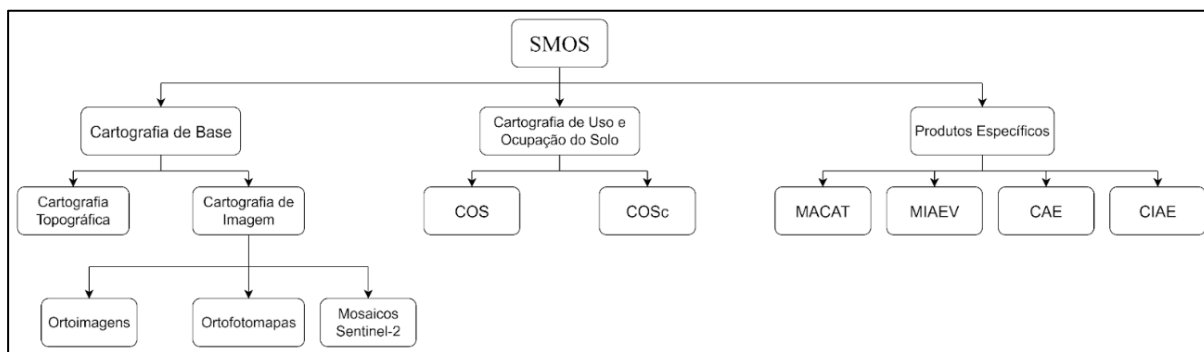 SMOS
Cartografia de Base
Cartografia de Uso e
Ocupação do Solo
Produtos Específicos
Cartografia
Topográfica
Cartografia de
Imagem
COS
COSc
MACAT
MIAEV
CAE
CIAE
Ortoimagens
Ortofotomapas
Mosaicos
Sentinel-2